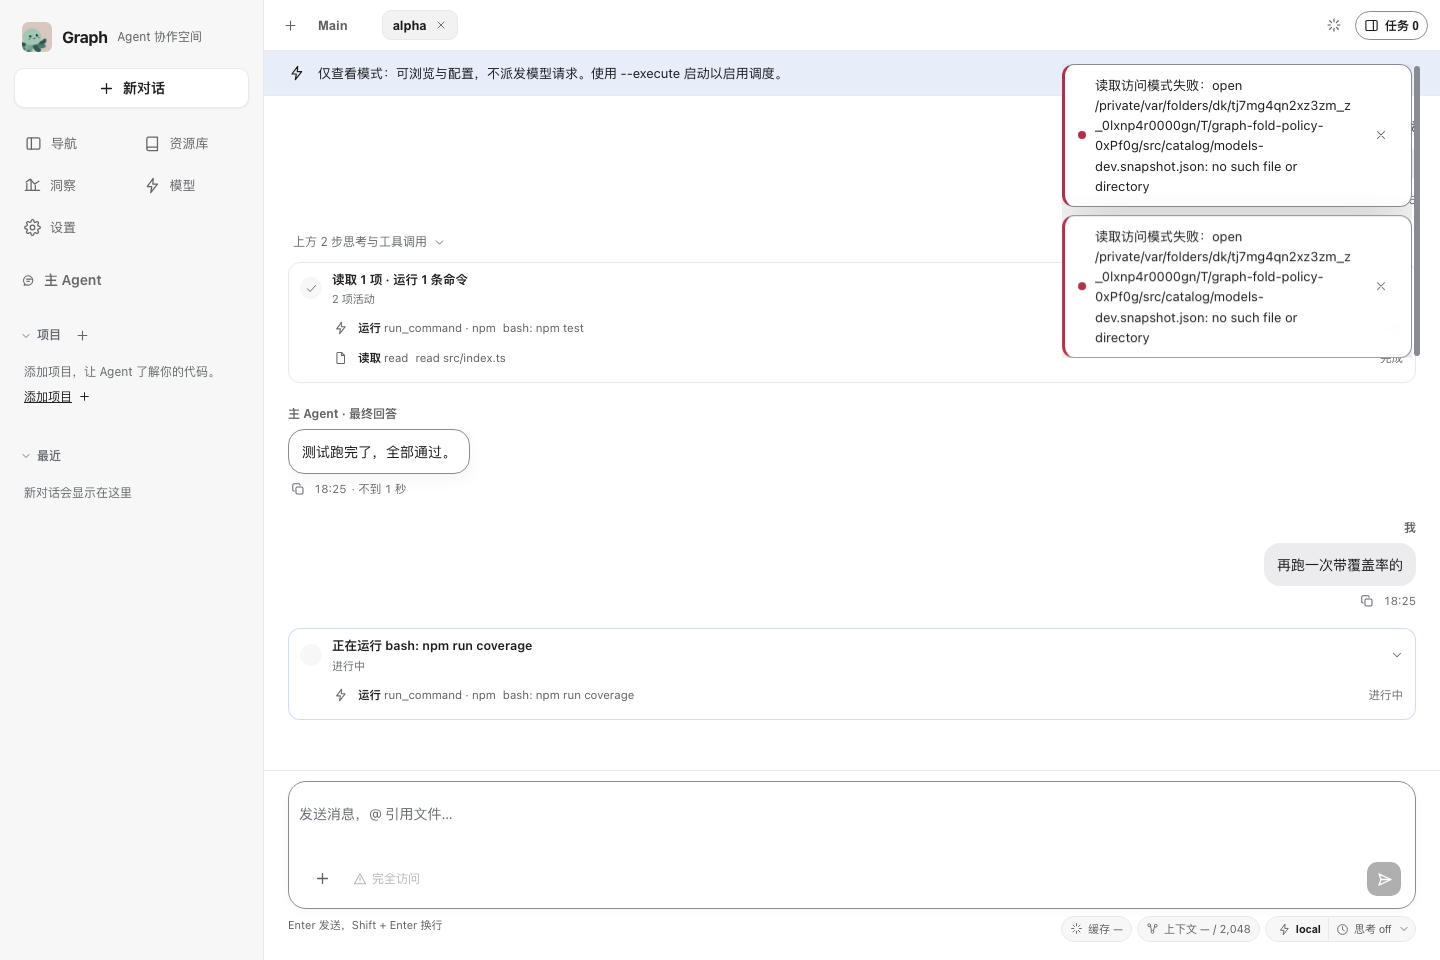 Graph Agent 协作空间
新对话
导航
资源库
洞察
模型
设置
主 Agent
项目
添加项目，让 Agent 了解你的代码。
添加项目
最近
新对话会显示在这里
Main
alpha
任务 0
仅查看模式：可浏览与配置，不派发模型请求。使用 --execute 启动以启用调度。
读取访问模式失败：open
/private/var/folders/dk/tj7mg4qn2xz3zm_z
_0lxnp4r0000gn/T/graph-fold-policy-
0xPf0g/src/catalog/models-
dev.snapshot.json: no such file or
directory
读取访问模式失败：open
/private/var/folders/dk/tj7mg4qn2xz3zm_z
_0lxnp4r0000gn/T/graph-fold-policy-
0xPf0g/src/catalog/models-
dev.snapshot.json: no such file or
directory
上方 2 步思考与工具调用
读取 1 项 · 运行 1 条命令
2 项活动
运行 run_command · npm bash: npm test
读取 read read src/index.ts
完成
主 Agent · 最终回答
测试跑完了，全部通过。
18:25 · 不到 1 秒
我
再跑一次带覆盖率的
18:25
正在运行 bash: npm run coverage
进行中
运行 run_command · npm bash: npm run coverage
进行中
发送消息，@ 引用文件...
完全访问
Enter 发送，Shift + Enter 换行
缓存 —
上下文 — / 2,048
local
思考 off